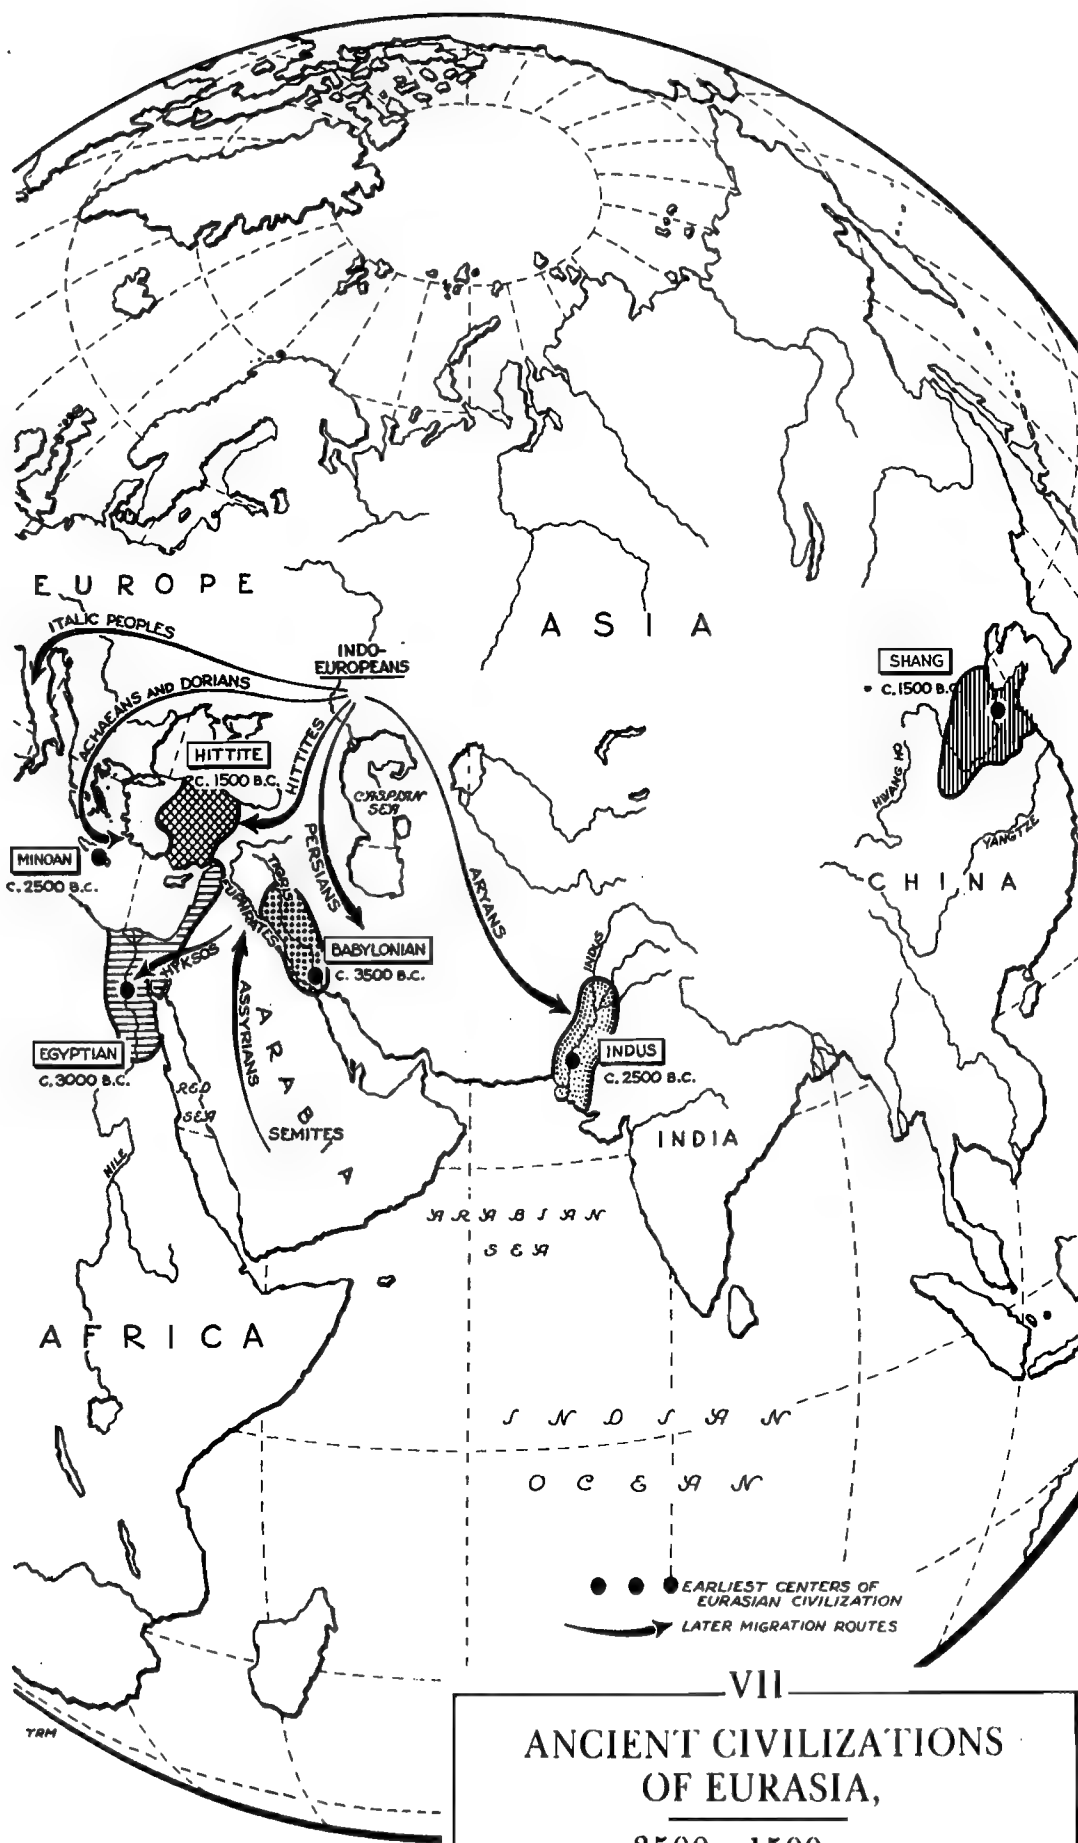 EUROPE
ITALIC PEOPLES
ASIA
INDO-
EUROPEANS
SHANG
C. 1500 B.C.
ACHAEANS AND DORIANS
HITTITE
C. 1500 B.C.
HITTITES
CASPIAN
SEA
HWANG HO
YANGTZE
MINOAN
C. 2500 B.C.
TIGRIS
EUPHRATES
PERSIANS
ARYANS
CHINA
HYKSOS
BABYLONIAN
C. 3500 B.C.
INDUS
ASSYRIANS
ARABIA
EGYPTIAN
C. 3000 B.C.
INDUS
C. 2500 B.C.
RED
SEA
SEMITES
INDIA
NILE
ARABIAN
SEA
AFRICA
INDIAN
OCEAN
EARLIEST CENTERS OF
EURASIAN CIVILIZATION
LATER MIGRATION ROUTES
TRM
VII
ANCIENT CIVILIZATIONS
OF EURASIA,